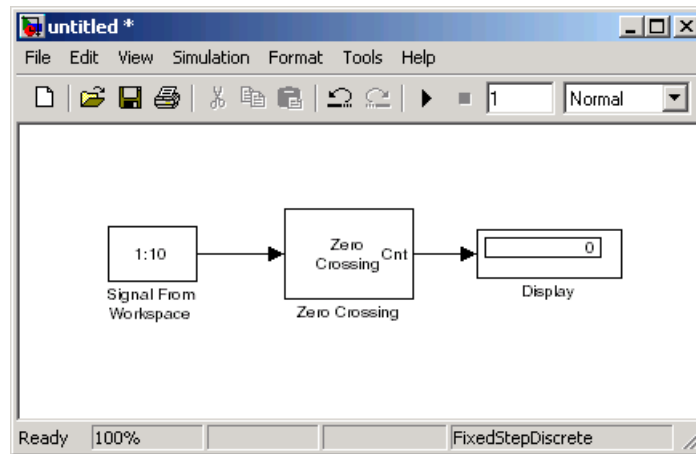 untitled *
File Edit View Simulation Format Tools Help
1 Normal
1:10
Signal From
Workspace
Zero
Crossing
Cnt
Zero Crossing
0
Display
Ready 100% FixedStepDiscrete